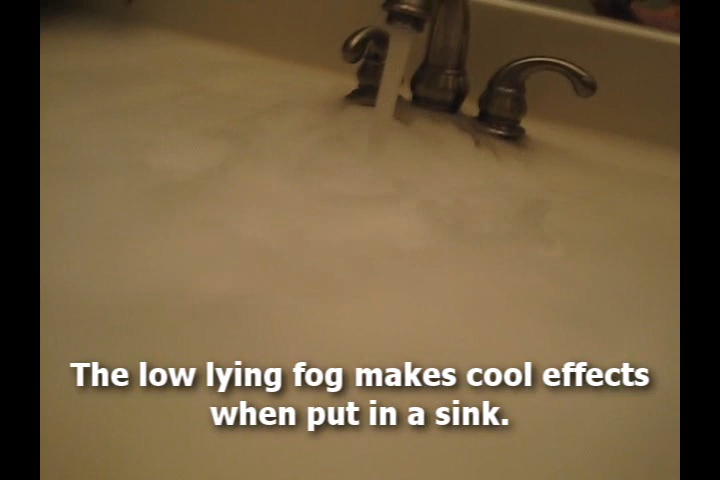 The low lying fog makes cool effects
when put in a sink.